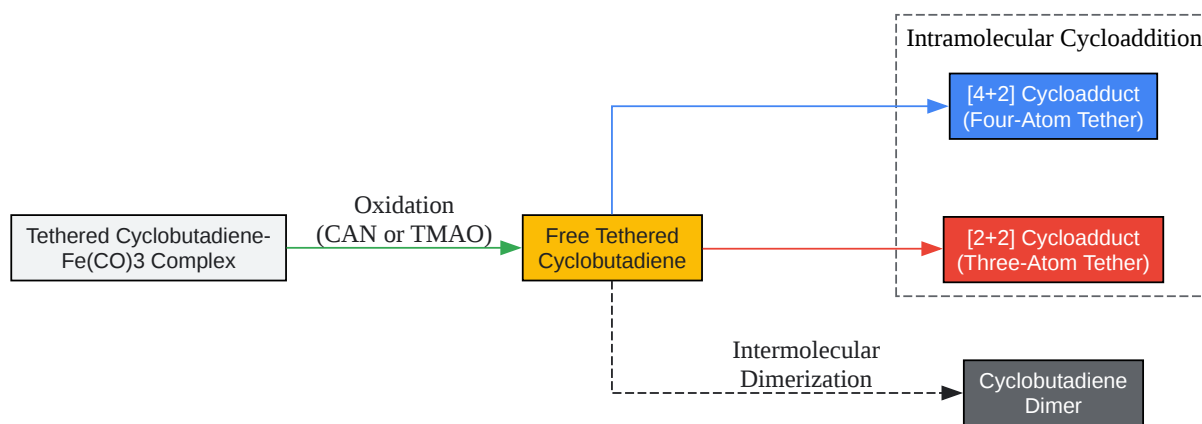 Intramolecular Cycloaddition
[4+2] Cycloadduct
(Four-Atom Tether)
Oxidation
(CAN or TMAO)
Tethered Cyclobutadiene-
Fe(CO)3 Complex
Free Tethered
Cyclobutadiene
[2+2] Cycloadduct
(Three-Atom Tether)
Intermolecular
Dimerization
Cyclobutadiene
Dimer